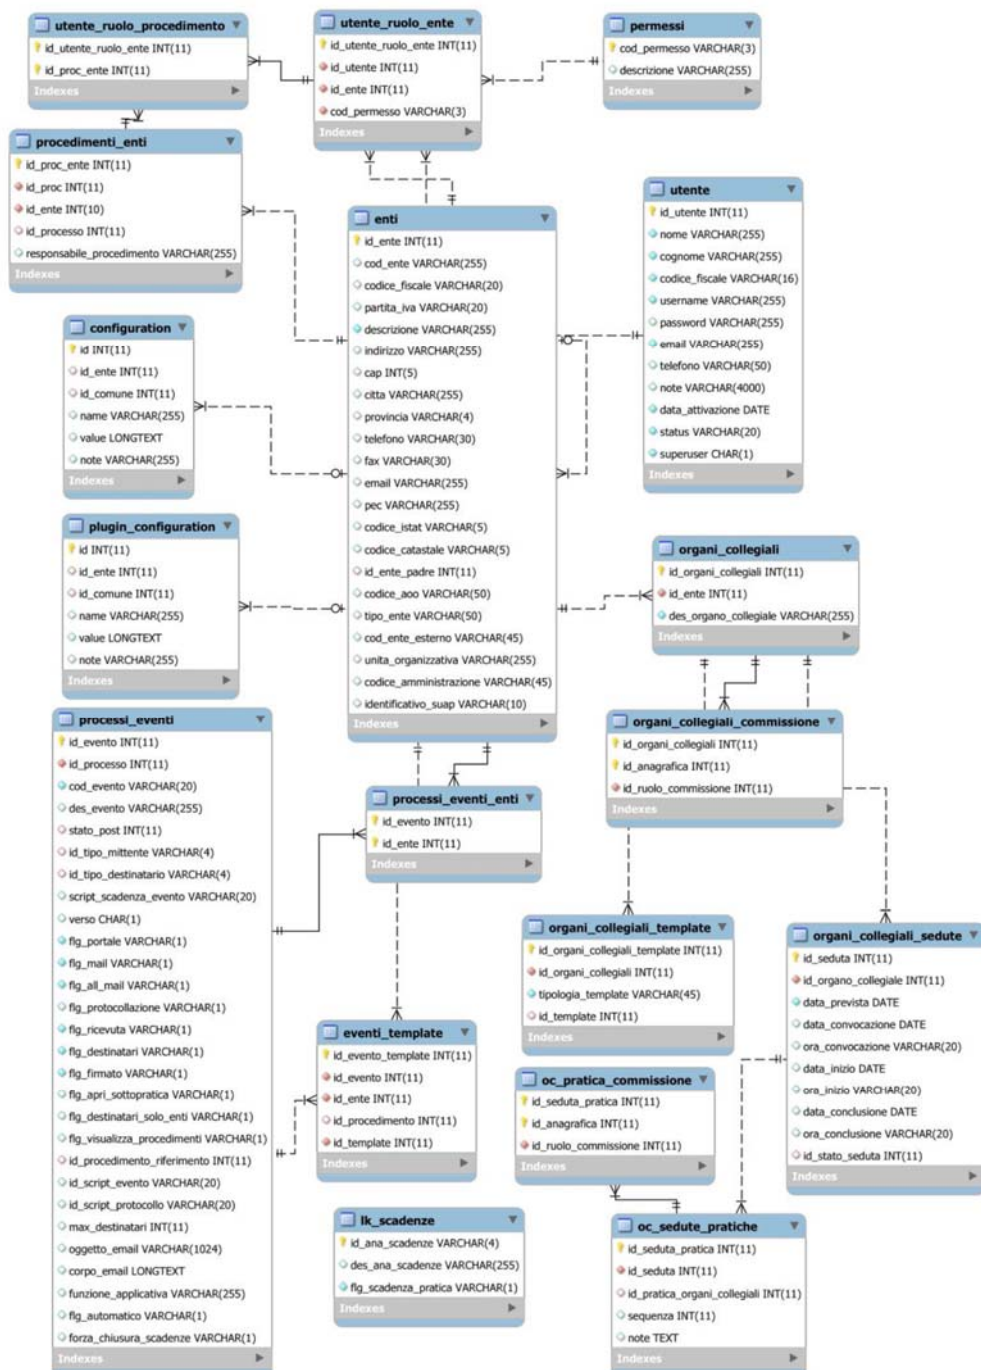 utente_ruolo_procedimento
id_utente_ruolo_ente INT(11)
id_proc_ente INT(11)
Indexes
utente_ruolo_ente
id_utente_ruolo_ente INT(11)
id_utente INT(11)
id_ente INT(11)
cod_permesso VARCHAR(3)
Indexes
permessi
cod_permesso VARCHAR(3)
descrizione VARCHAR(255)
Indexes
procedimenti_enti
id_proc_ente INT(11)
id_proc INT(11)
id_ente INT(10)
id_processo INT(11)
responsabile_procedimento VARCHAR(255)
Indexes
enti
id_ente INT(11)
cod_ente VARCHAR(255)
codice_fiscale VARCHAR(20)
partita_iva VARCHAR(20)
descrizione VARCHAR(255)
indirizzo VARCHAR(255)
cap INT(5)
citta VARCHAR(255)
provincia VARCHAR(4)
telefono VARCHAR(30)
fax VARCHAR(30)
email VARCHAR(255)
pec VARCHAR(255)
codice_istat VARCHAR(5)
codice_catastale VARCHAR(5)
id_ente_padre INT(11)
codice_aoo VARCHAR(50)
tipo_ente VARCHAR(50)
cod_ente_esterno VARCHAR(45)
unita_organizzativa VARCHAR(255)
codice_amministrazione VARCHAR(45)
identificativo_suap VARCHAR(10)
Indexes
utente
id_utente INT(11)
nome VARCHAR(255)
cognome VARCHAR(255)
codice_fiscale VARCHAR(16)
username VARCHAR(255)
password VARCHAR(255)
email VARCHAR(255)
telefono VARCHAR(50)
note VARCHAR(4000)
data_attivazione DATE
status VARCHAR(20)
superuser CHAR(1)
Indexes
configuration
id INT(11)
id_ente INT(11)
id_comune INT(11)
name VARCHAR(255)
value LONGTEXT
note VARCHAR(255)
Indexes
plugin_configuration
id INT(11)
id_ente INT(11)
id_comune INT(11)
name VARCHAR(255)
value LONGTEXT
note VARCHAR(255)
Indexes
organi_collegiali
id_organi_collegiali INT(11)
id_ente INT(11)
des_organo_collegiale VARCHAR(255)
Indexes
processi_eventi
id_evento INT(11)
id_processo INT(11)
cod_evento VARCHAR(20)
des_evento VARCHAR(255)
stato_post INT(11)
id_tipo_mittente VARCHAR(4)
id_tipo_destinatario VARCHAR(4)
script_scadenza_evento VARCHAR(20)
verso CHAR(1)
flg_portale VARCHAR(1)
flg_mail VARCHAR(1)
flg_all_mail VARCHAR(1)
flg_protocollazione VARCHAR(1)
flg_ricevuta VARCHAR(1)
flg_destinatari VARCHAR(1)
flg_firmato VARCHAR(1)
flg_apri_sottopratica VARCHAR(1)
flg_destinatari_solo_enti VARCHAR(1)
flg_visualizza_procedimenti VARCHAR(1)
id_procedimento_riferimento INT(11)
id_script_evento VARCHAR(20)
id_script_protocollo VARCHAR(20)
max_destinatari INT(11)
oggetto_email VARCHAR(1024)
corpo_email LONGTEXT
funzione_applicativa VARCHAR(255)
flg_automatico VARCHAR(1)
forza_chiusura_scadenze VARCHAR(1)
Indexes
organi_collegiali_commissione
id_organi_collegiali INT(11)
id_anagrafica INT(11)
id_ruolo_commissione INT(11)
Indexes
processi_eventi_enti
id_evento INT(11)
id_ente INT(11)
Indexes
organi_collegiali_template
id_organi_collegiali_template INT(11)
id_organi_collegiali INT(11)
tipologia_template VARCHAR(45)
id_template INT(11)
Indexes
organi_collegiali_sedute
id_seduta INT(11)
id_organo_collegiale INT(11)
data_prevista DATE
data_convocazione DATE
ora_convocazione VARCHAR(20)
data_inizio DATE
ora_inizio VARCHAR(20)
data_conclusione DATE
ora_conclusione VARCHAR(20)
id_stato_seduta INT(11)
Indexes
eventi_template
id_evento_template INT(11)
id_evento INT(11)
id_ente INT(11)
id_procedimento INT(11)
id_template INT(11)
Indexes
oc_pratica_commissione
id_seduta_pratica INT(11)
id_anagrafica INT(11)
id_ruolo_commissione INT(11)
Indexes
lk_scadenze
id_ana_scadenze VARCHAR(4)
des_ana_scadenze VARCHAR(255)
flg_scadenza_pratica VARCHAR(1)
Indexes
oc_sedute_pratiche
id_seduta_pratica INT(11)
id_seduta INT(11)
id_pratica_organi_collegiali INT(11)
sequenza INT(11)
note TEXT
Indexes